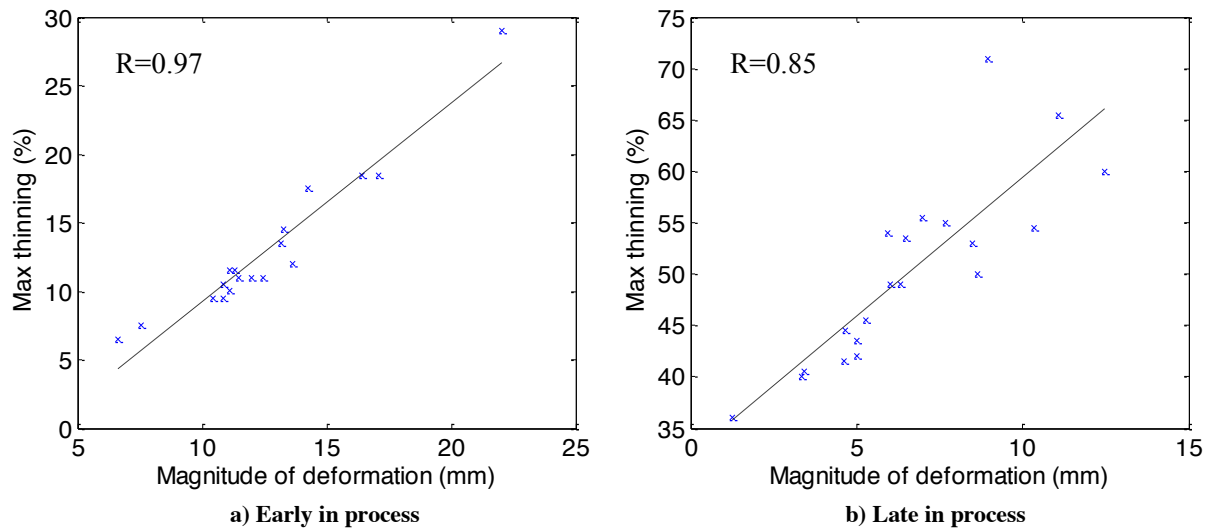 R=0.97
Max thinning (%)
30
25
20
15
10
5
0
5 10 15 20 25
Magnitude of deformation (mm)
a) Early in process
R=0.85
Max thinning (%)
75
70
65
60
55
50
45
40
35
0 5 10 15
Magnitude of deformation (mm)
b) Late in process